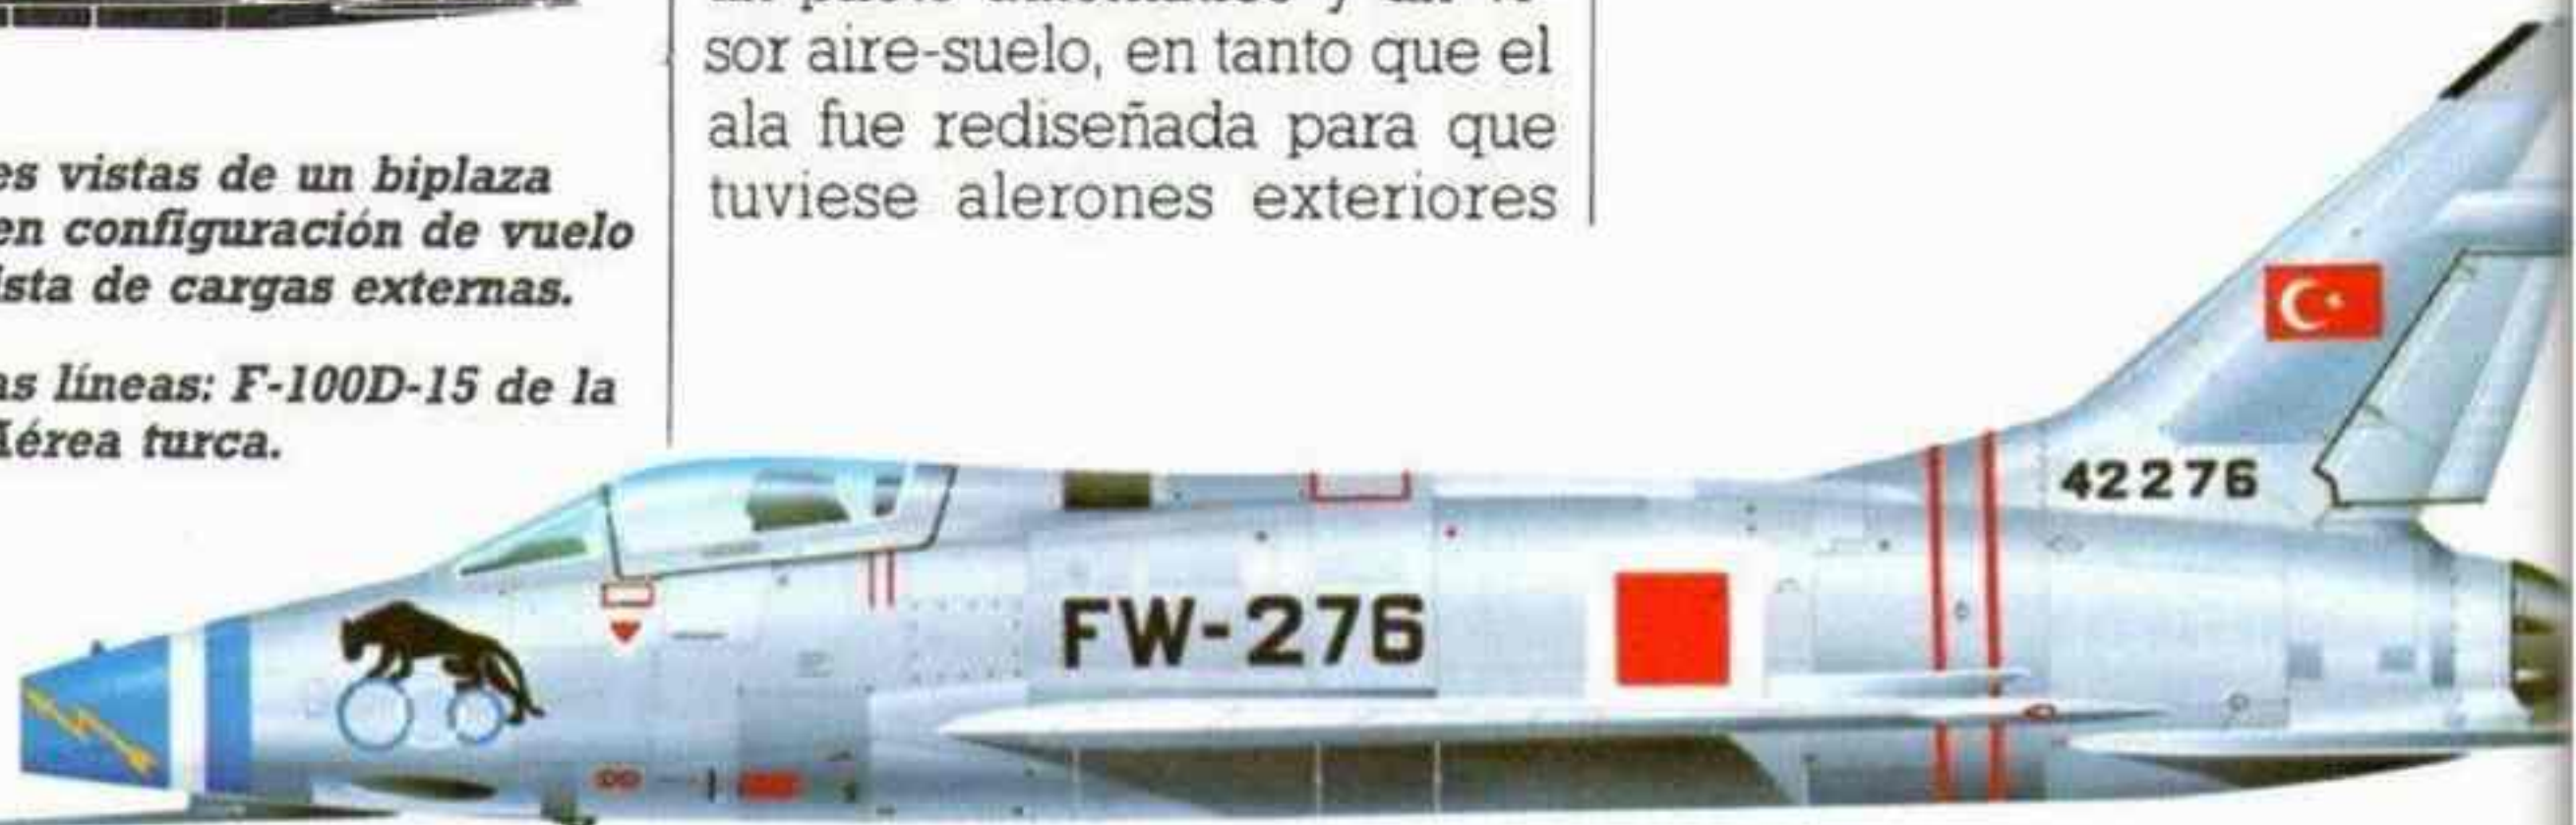 es vistas de un biplaza
en configuración de vuelo
ista de cargas externas.
as líneas: F-100D-15 de la
Aérea turca.
sor aire-suelo, en tanto que el
ala fue rediseñada para que
tuviese alerones exteriores
42276
FW-276